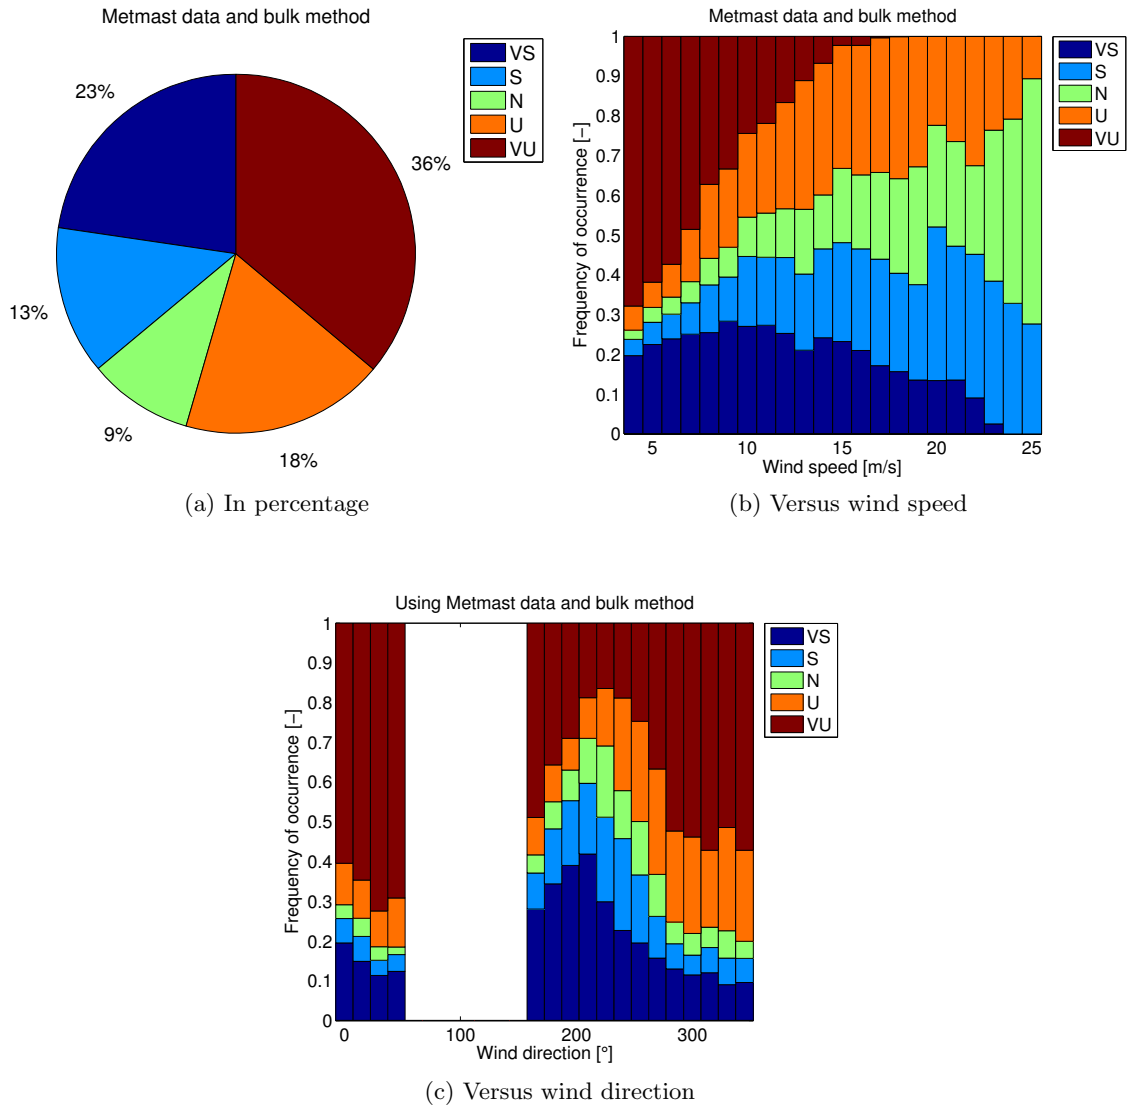 Metmast data and bulk method
VS
S
N
U
VU
23%
36%
13%
9%
18%
(a) In percentage
Metmast data and bulk method
VS
S
N
U
VU
1
0.9
0.8
0.7
0.6
0.5
0.4
0.3
0.2
0.1
0
Frequency of occurrence [−]
5 10 15 20 25
Wind speed [m/s]
(b) Versus wind speed
Using Metmast data and bulk method
VS
S
N
U
VU
1
0.9
0.8
0.7
0.6
0.5
0.4
0.3
0.2
0.1
0
Frequency of occurrence [−]
0 100 200 300
Wind direction [°]
(c) Versus wind direction